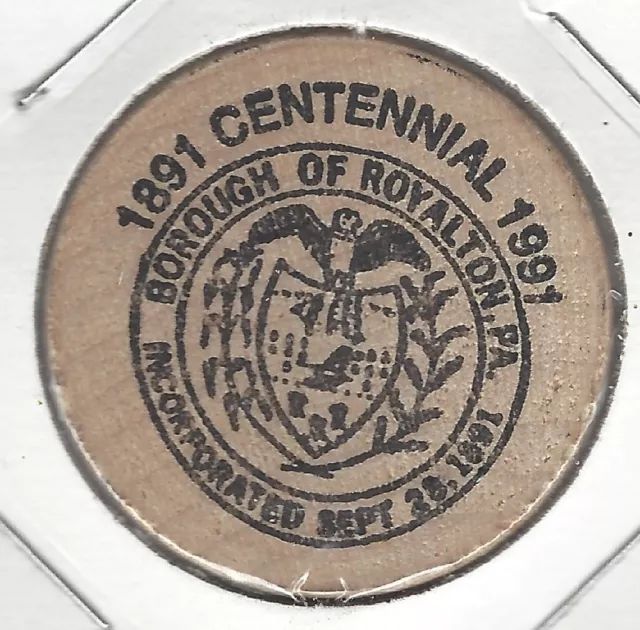 1891 CENTENNIAL 1991
BOROUGH OF ROYALTON, PA
INCORPORATED SEPT 28, 1891